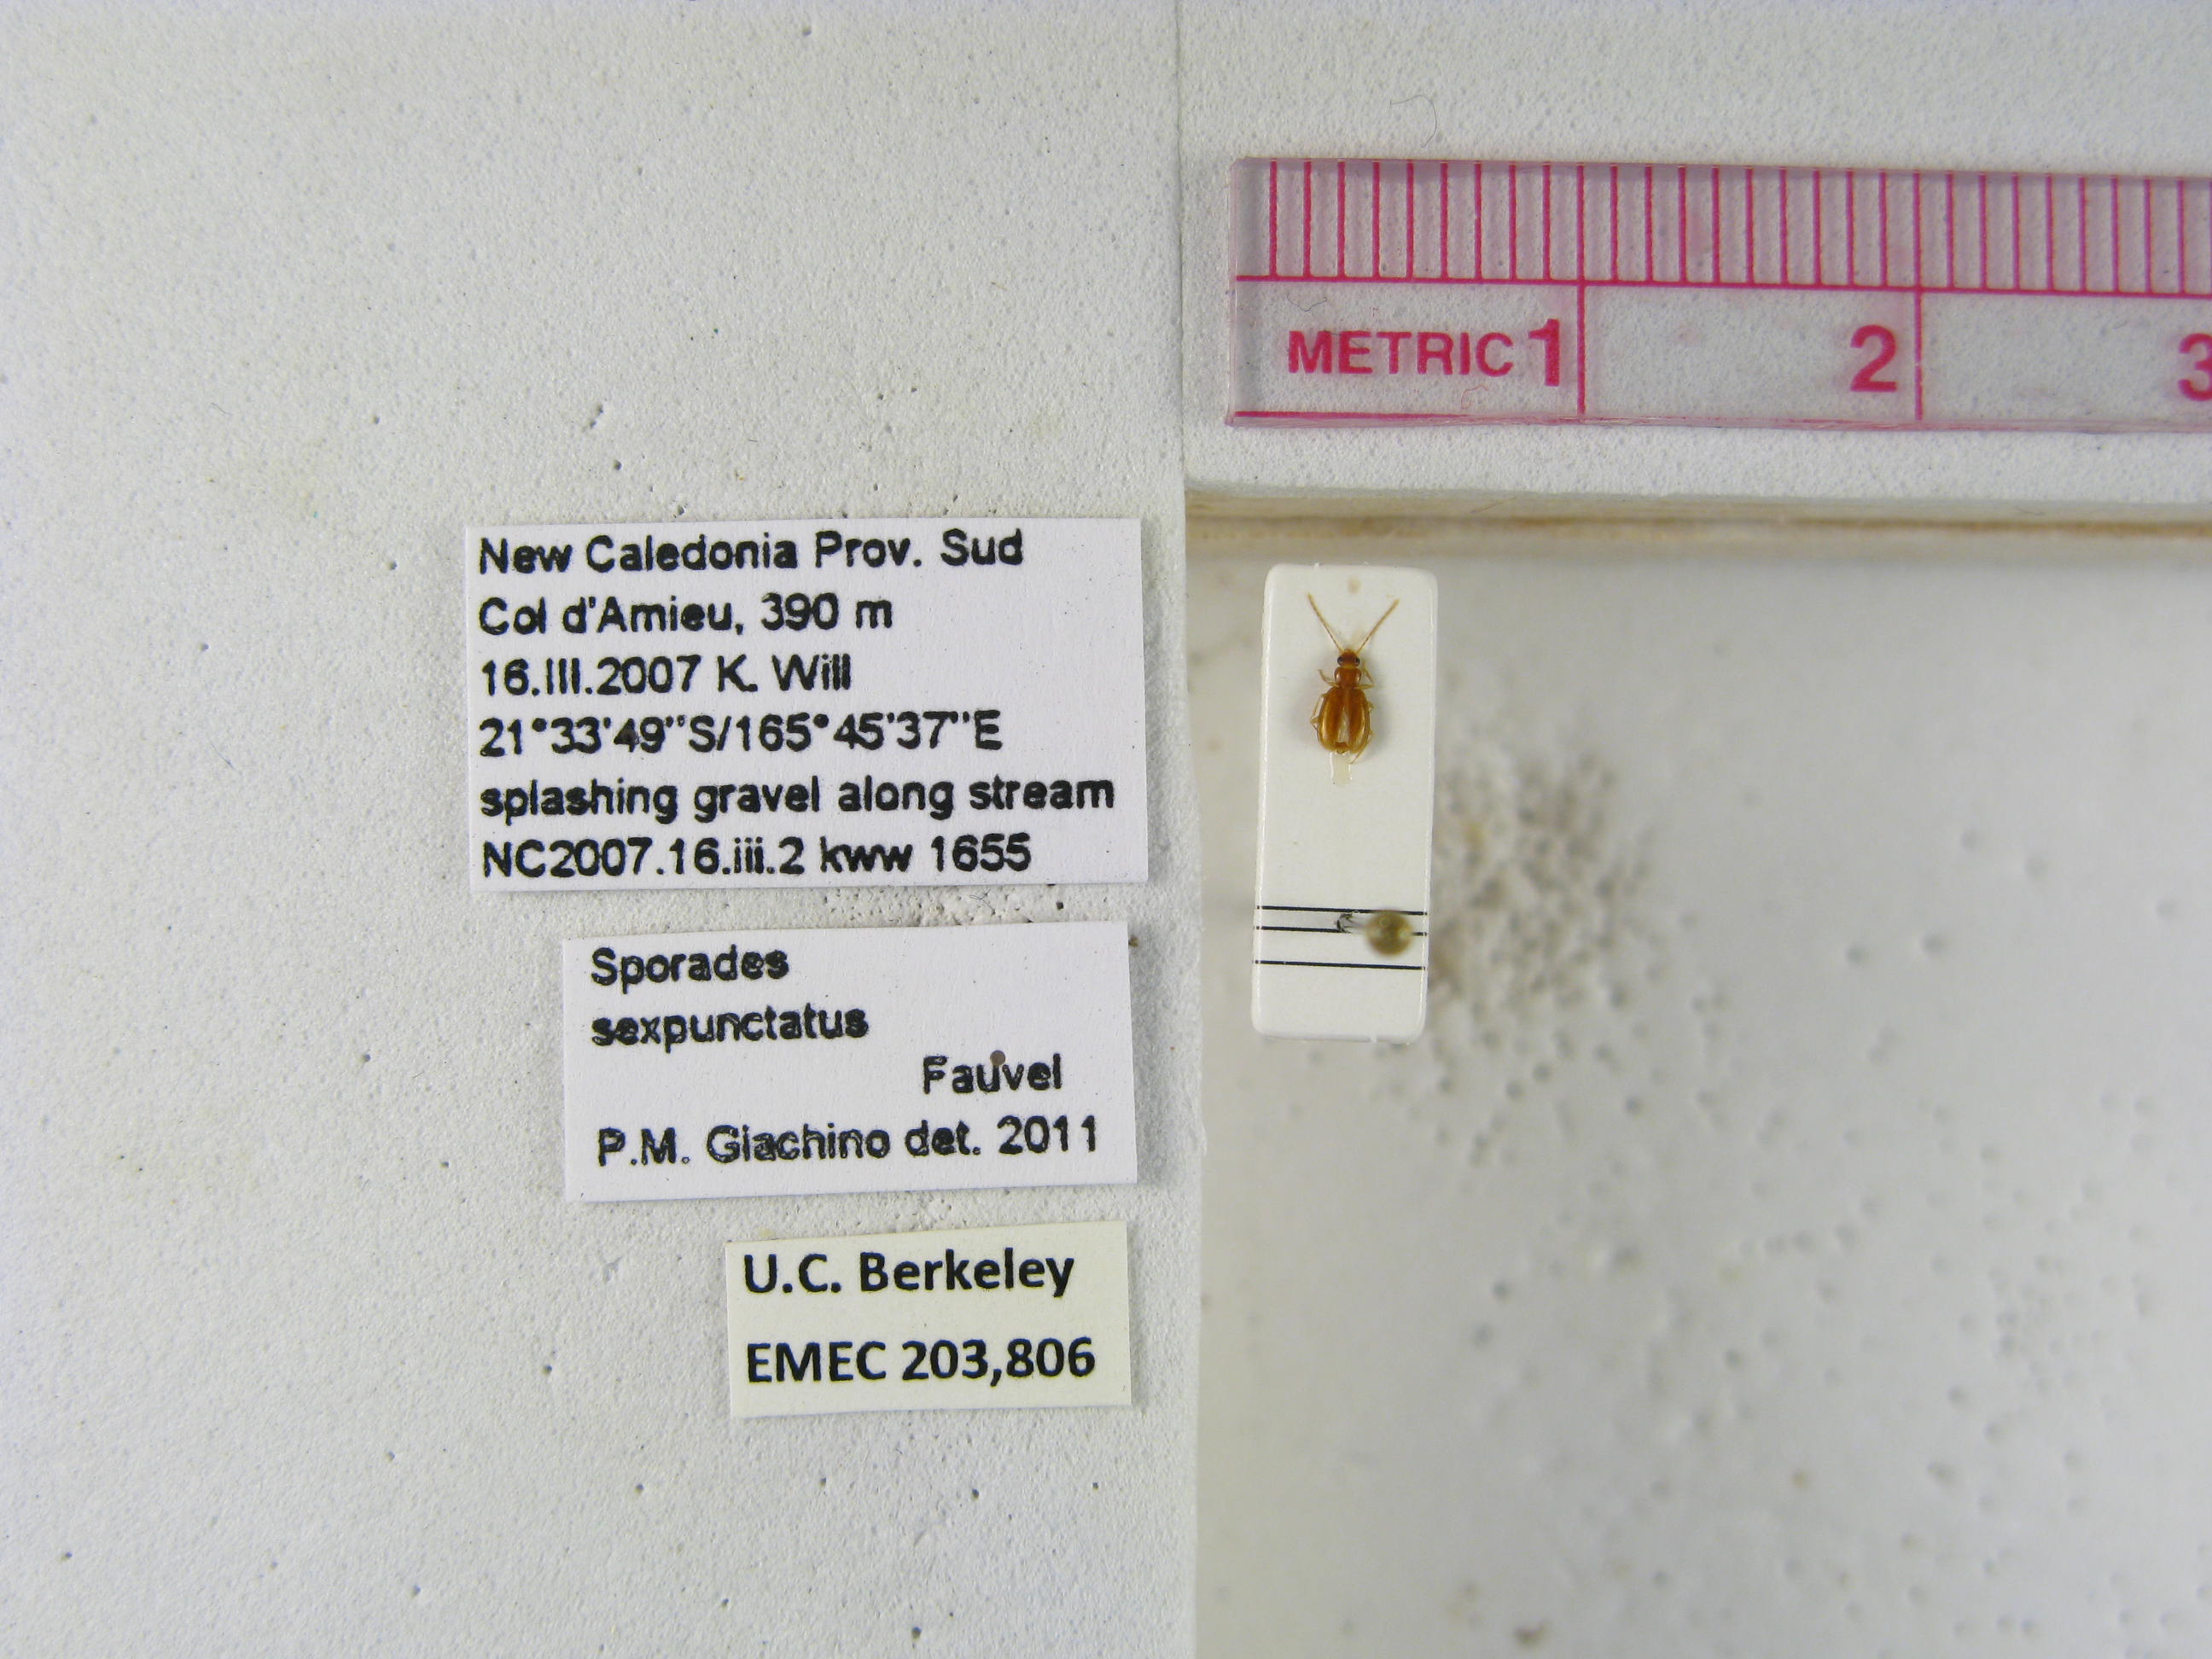 METRIC 1 2 3
New Caledonia Prov. Sud
Col d'Amieu, 390 m
16.III.2007 K. Will
21°33'49''S/165°45'37''E
splashing gravel along stream
NC2007.16.iii.2 kww 1655
Sporades
sexpunctatus
Fauvel
P.M. Giachino det. 2011
U.C. Berkeley
EMEC 203,806